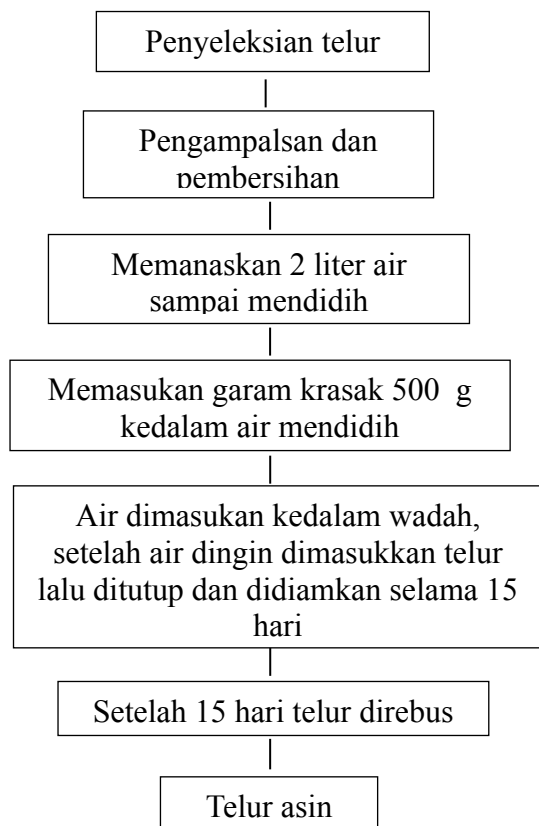 Penyeleksian telur
Pengampalsan dan
pembersihan
Memanaskan 2 liter air
sampai mendidih
Memasukan garam krasak 500 g
kedalam air mendidih
Air dimasukan kedalam wadah,
setelah air dingin dimasukkan telur
lalu ditutup dan didiamkan selama 15
hari
Setelah 15 hari telur direbus
Telur asin